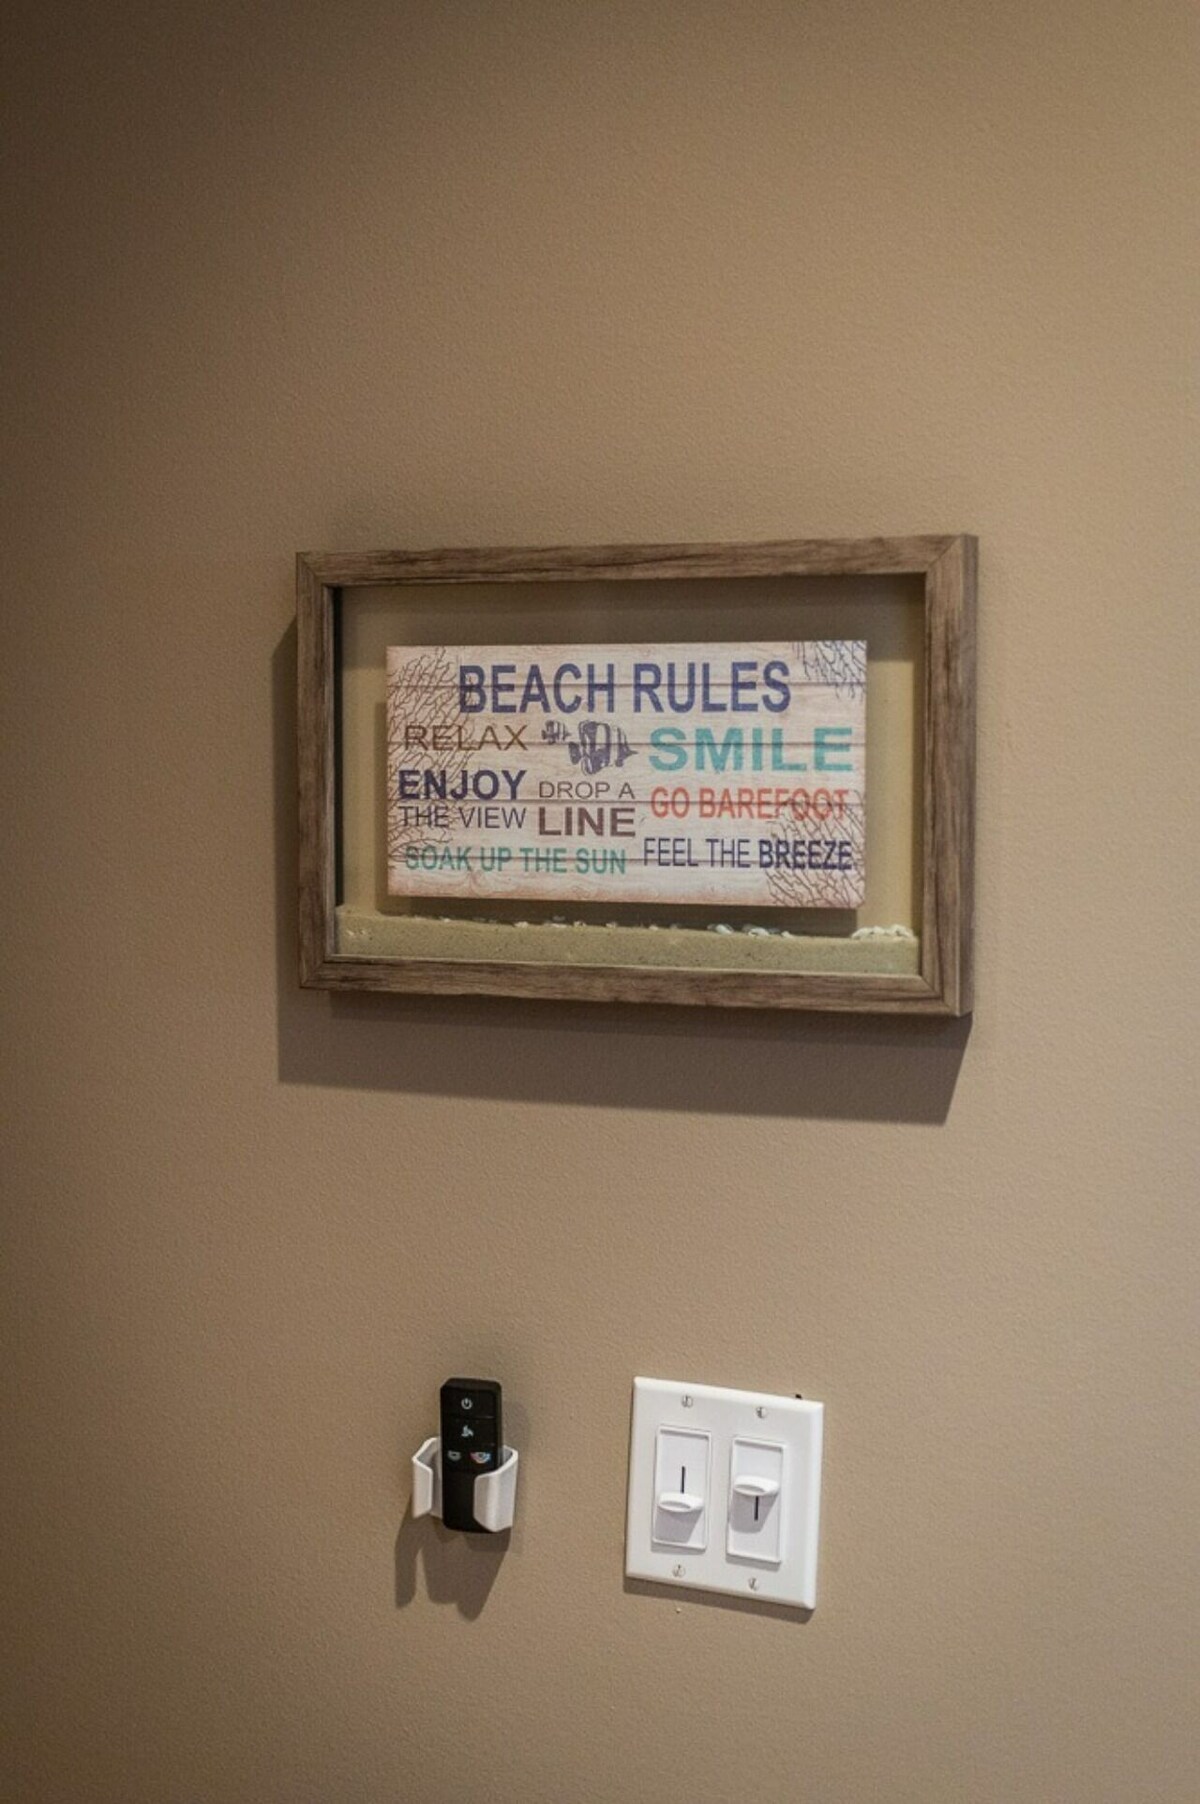 BEACH RULES
RELAX
SMILE
ENJOY
THE VIEW
DROP A
LINE
GO BAREFOOT
SOAK UP THE SUN
FEEL THE BREEZE